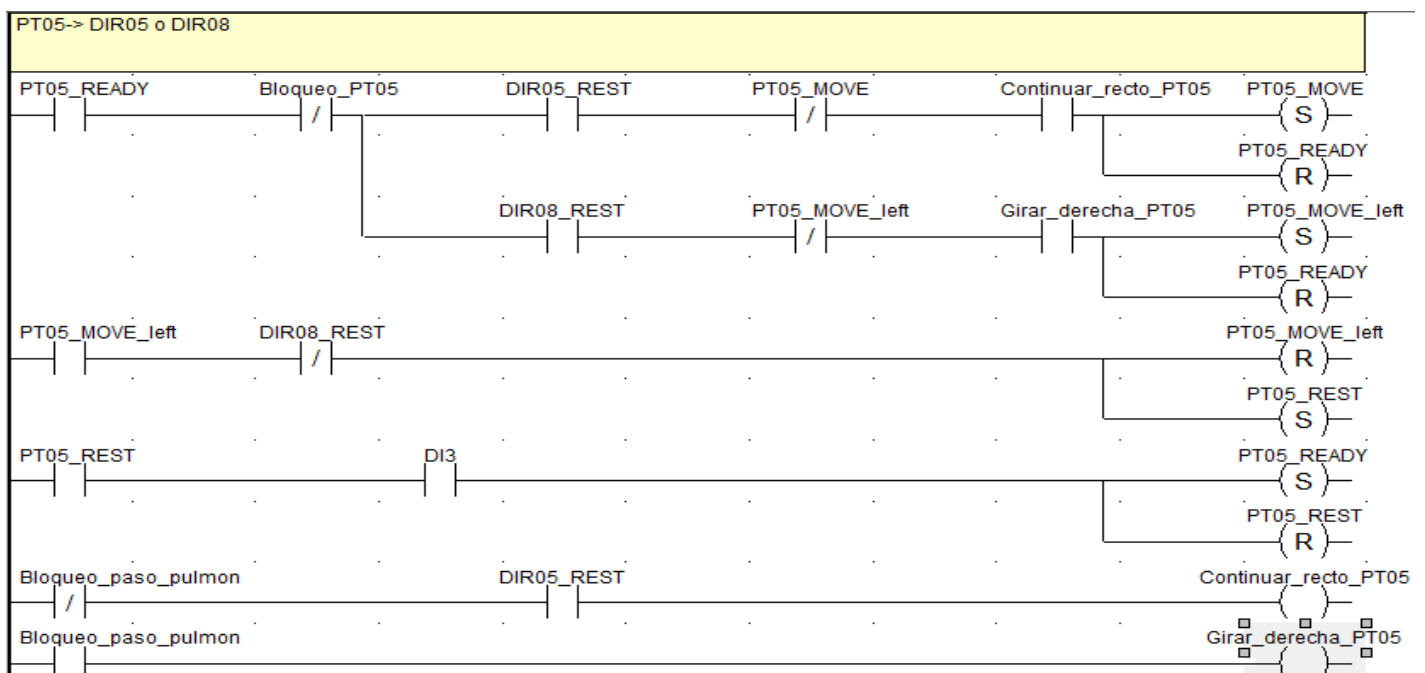 PT05-> DIR05 o DIR08
PT05_READY Bloqueo_PT05 DIR05_REST PT05_MOVE Continuar_recto_PT05 PT05_MOVE
/ / S
PT05_READY
R
DIR08_REST PT05_MOVE_left Girar_derecha_PT05 PT05_MOVE_left
/ S
PT05_READY
R
PT05_MOVE_left DIR08_REST PT05_MOVE_left
/ R
PT05_REST
S
PT05_REST DI3 PT05_READY
S
PT05_REST
R
Bloqueo_paso_pulmon DIR05_REST Continuar_recto_PT05
/
Bloqueo_paso_pulmon Girar_derecha_PT05